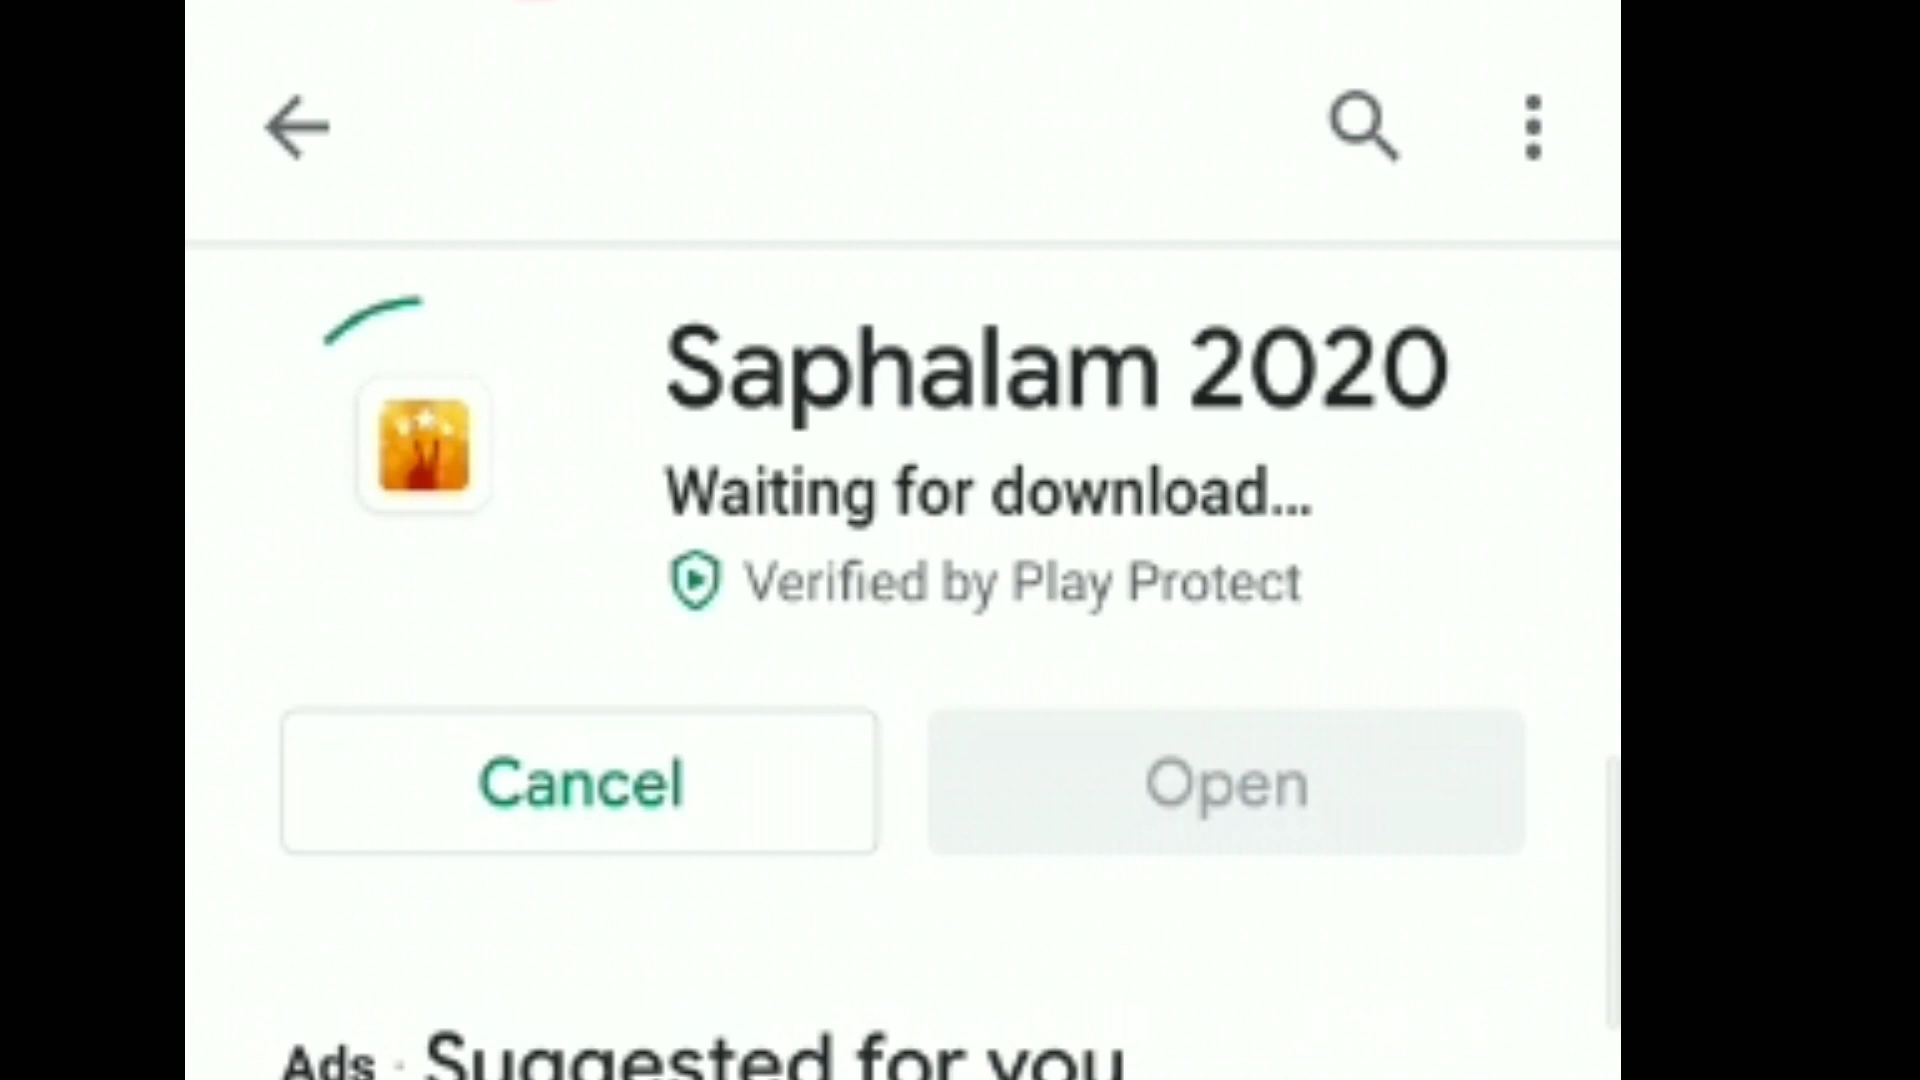 Saphalam 2020
Waiting for download...
Verified by Play Protect
Cancel
Open
Ads · Suggested for you